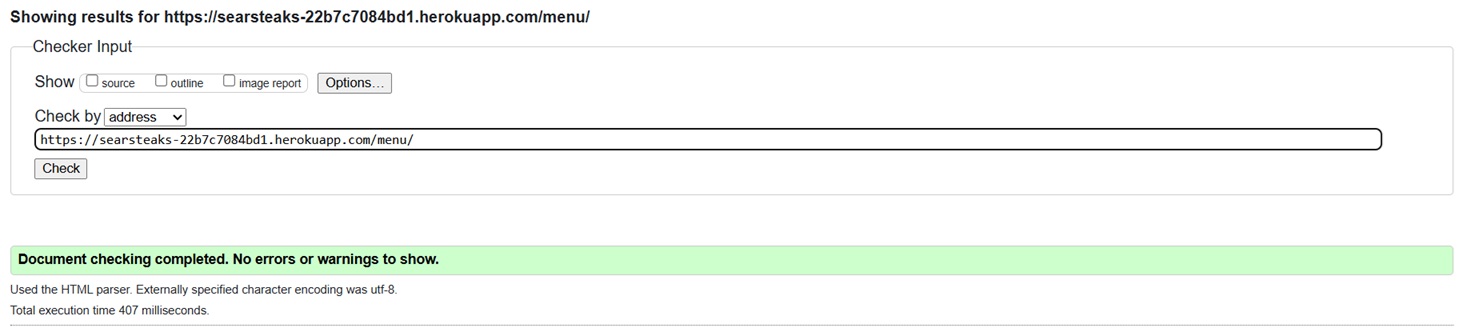 Showing results for https://searsteaks-22b7c7084bd1.herokuapp.com/menu/
Checker Input
Show source outline image report Options...
Check by address
https://searsteaks-22b7c7084bd1.herokuapp.com/menu/
Check
Document checking completed. No errors or warnings to show.
Used the HTML parser. Externally specified character encoding was utf-8.
Total execution time 407 milliseconds.